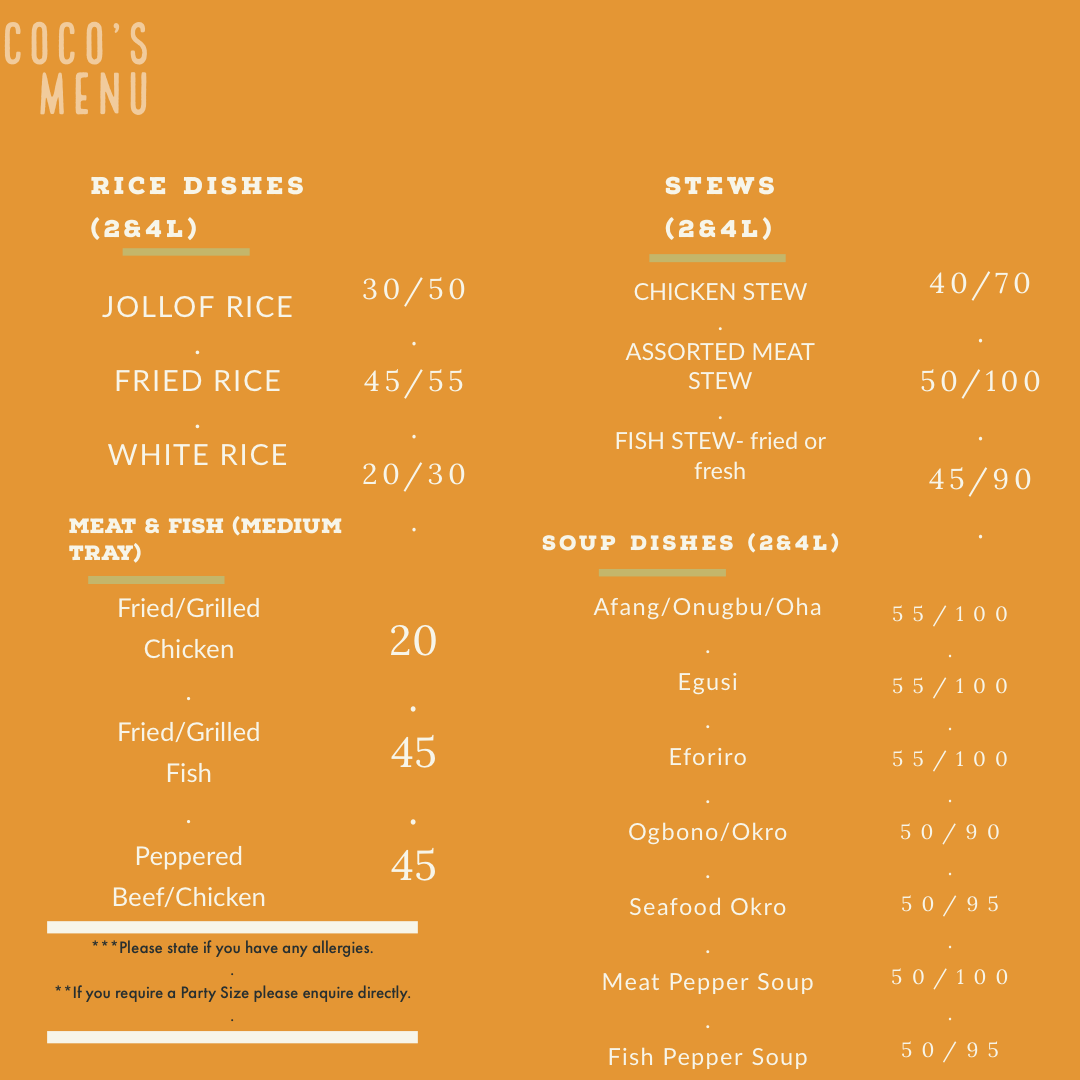 COCO'S
MENU
RICE DISHES
(2&4L)
JOLLOF RICE
.
FRIED RICE
.
WHITE RICE
30/50
.
45/55
.
20/30
.
MEAT & FISH (MEDIUM
TRAY)
Fried/Grilled
Chicken
.
Fried/Grilled
Fish
.
Peppered
Beef/Chicken
20
.
45
.
45
***Please state if you have any allergies.
.
**If you require a Party Size please enquire directly.
.
STEWS
(2&4L)
CHICKEN STEW
.
ASSORTED MEAT
STEW
.
FISH STEW- fried or
fresh
40/70
.
50/100
.
45/90
.
SOUP DISHES (2&4L)
Afang/Onugbu/Oha
.
Egusi
.
Eforiro
.
Ogbono/Okro
.
Seafood Okro
.
Meat Pepper Soup
.
Fish Pepper Soup
55/100
.
55/100
.
55/100
.
50/90
.
50/95
.
50/100
.
50/95